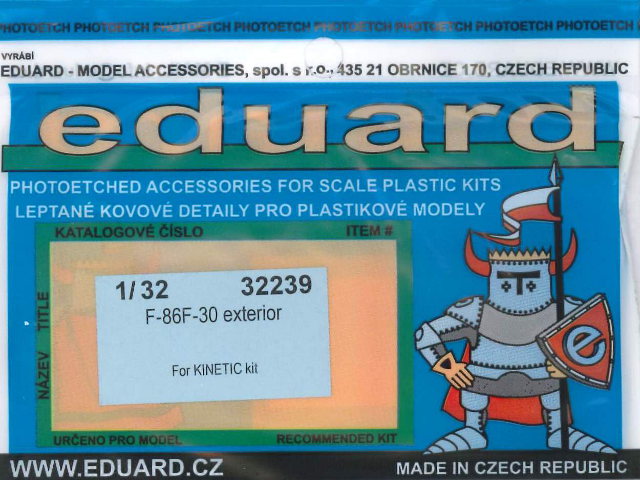 PHOTOETCH PHOTOETCH PHOTOETCH PHOTOETCH PHOTOETCH PHOTOETCH PHOTOETCH PHOTOETCH
VYRÁBÍ
EDUARD - MODEL ACCESSORIES, spol. s r.o., 435 21 OBRNICE 170, CZECH REPUBLIC
eduard
PHOTOETCHED ACCESSORIES FOR SCALE PLASTIC KITS
LEPTANÉ KOVOVÉ DETAILY PRO PLASTIKOVÉ MODELY
KATALOGOVÉ ČÍSLO ITEM #
1/32 32239
F-86F-30 exterior
For KINETIC kit
NÁZEV TITLE
e
URČENO PRO MODEL RECOMMENDED KIT
WWW.EDUARD.CZ MADE IN CZECH REPUBLIC